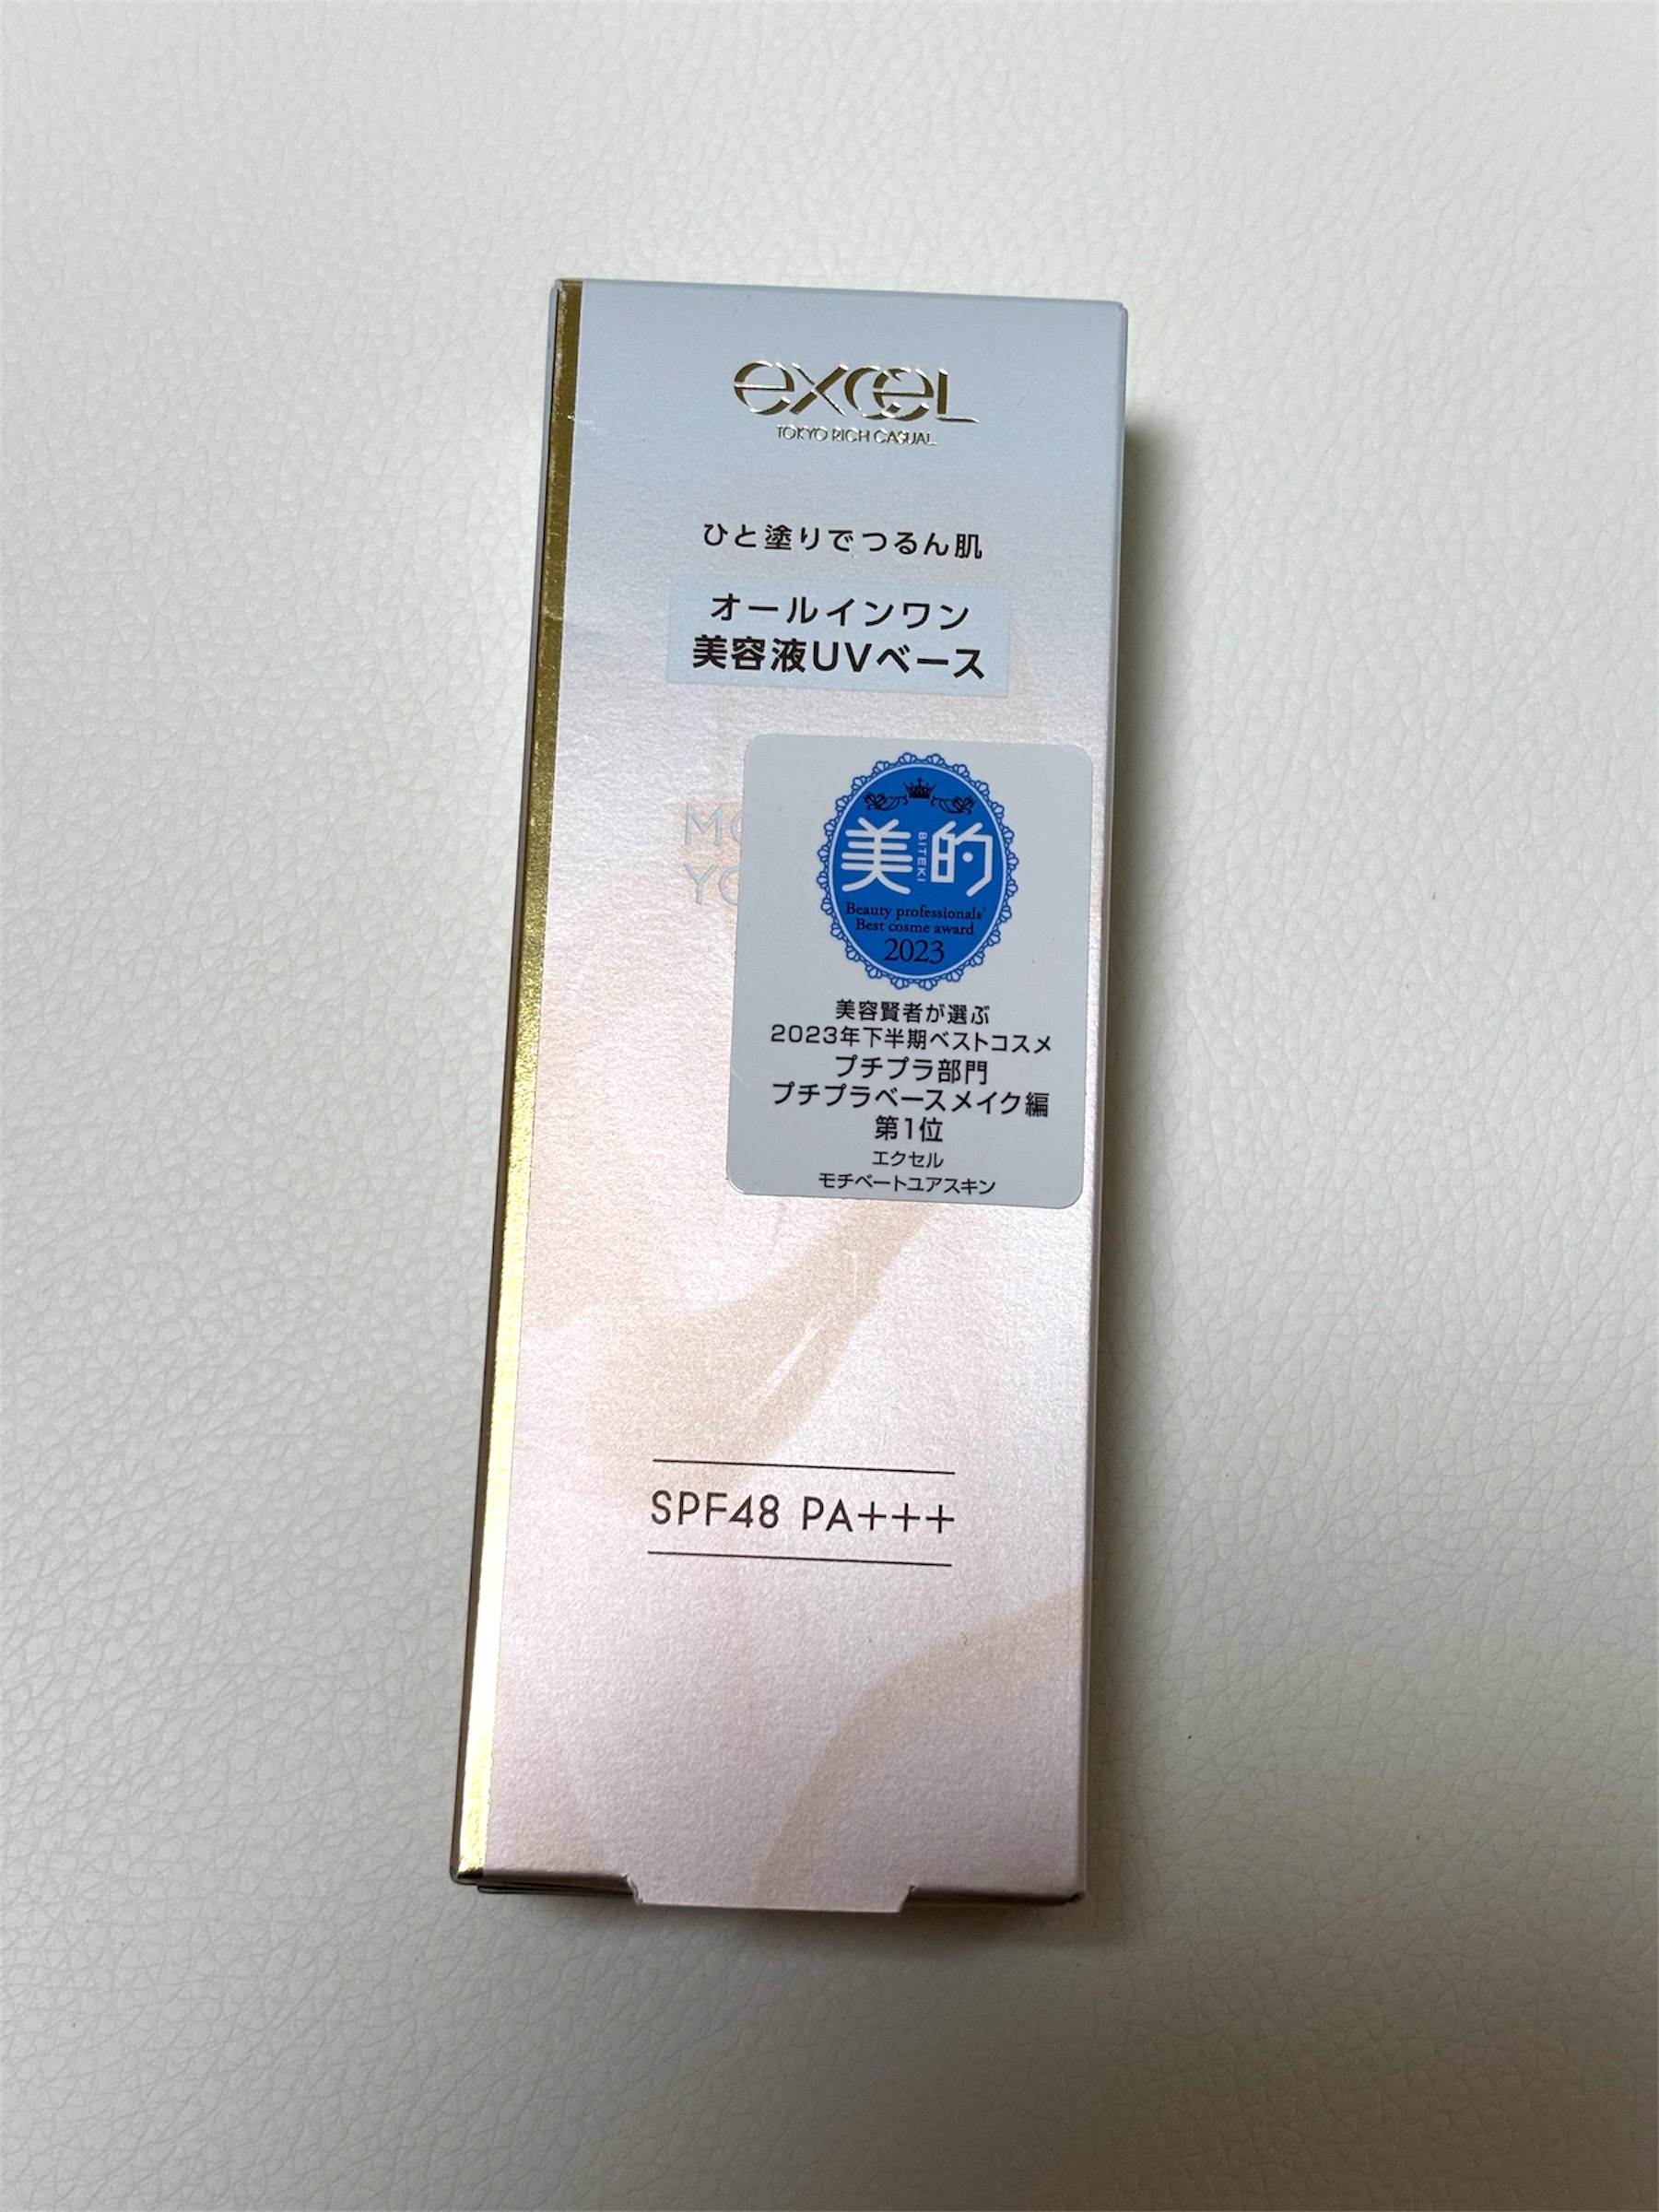 excel
TOKYO RICH CASUAL
ひと塗りでつるん肌
オールインワン
美容液UVベース
美的
BITEKI
Beauty professionals'
Best cosme award
2023
美容賢者が選ぶ
2023年下半期ベストコスメ
プチプラ部門
プチプラベースメイク編
第1位
エクセル
モチベートユアスキン
SPF48 PA+++